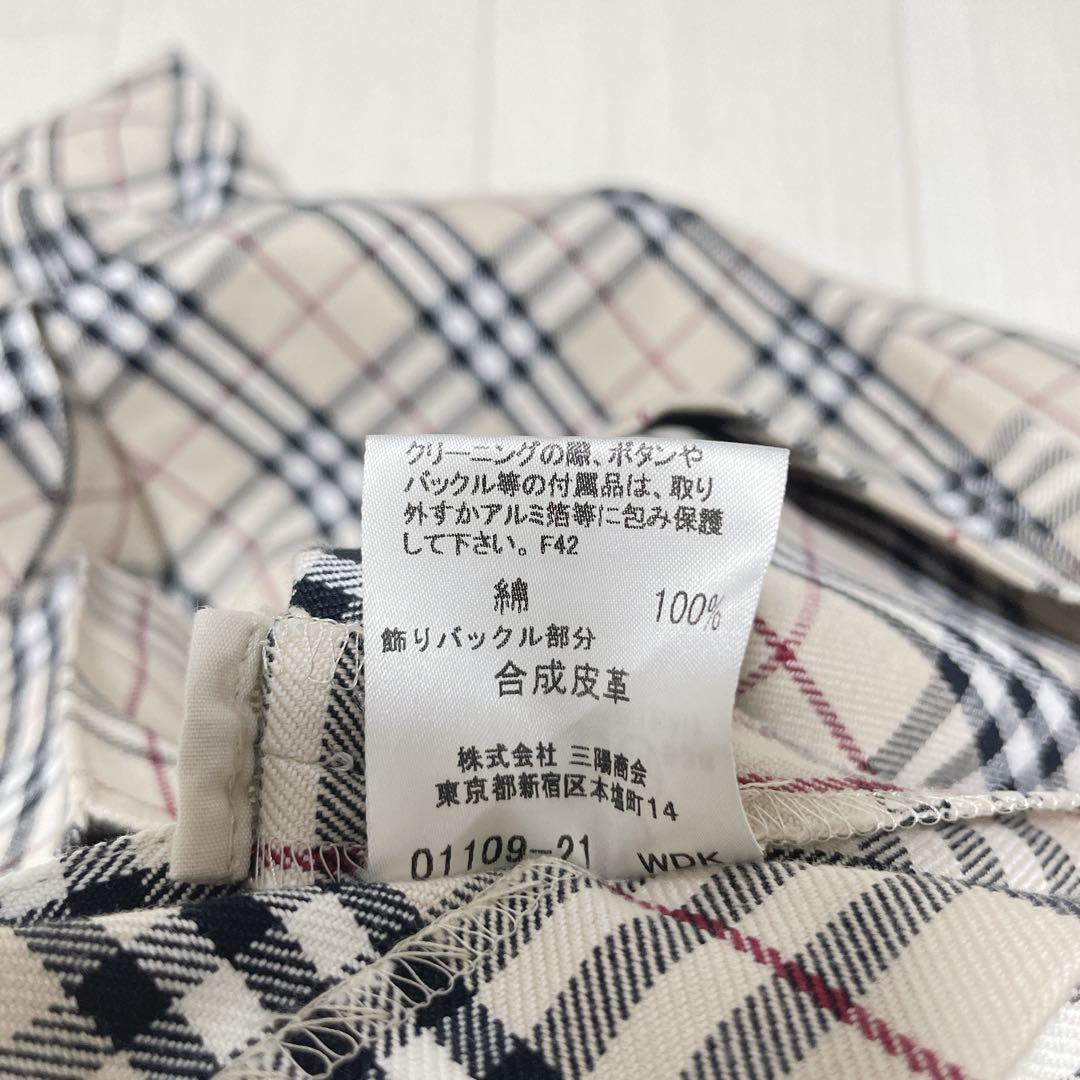 クリーニングの際、ボタンや
バックル等の付属品は、取り
外すかアルミ箔等に包み保護
して下さい。F42
綿 100%
飾りバックル部分
合成皮革
株式会社 三陽商会
東京都新宿区本塩町14
01109-21 WDK